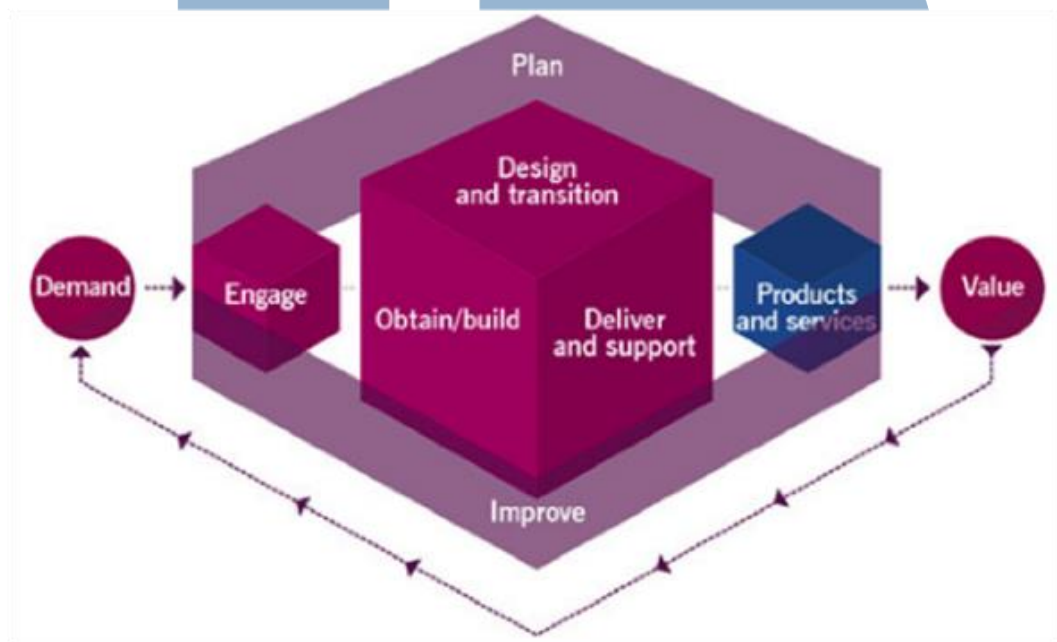 Plan
Design
and transition
Demand
Engage
Obtain/build
Deliver
and support
Products
and services
Value
Improve